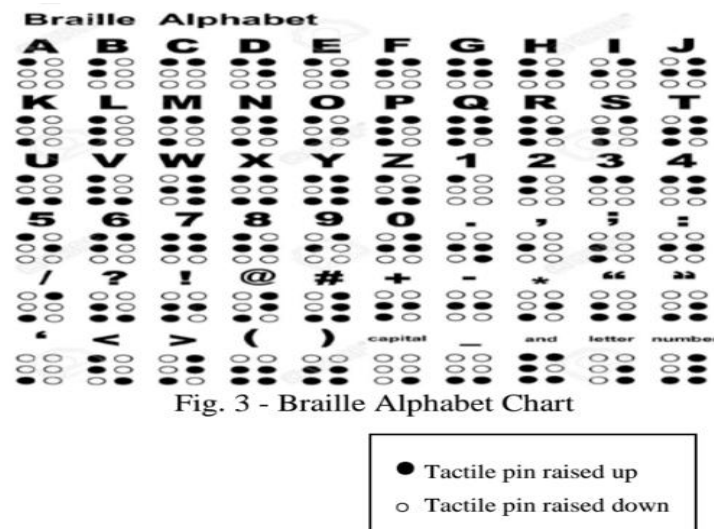 Braille Alphabet
A B C D E F G H I J
K L M N O P Q R S T
U V W X Y Z 1 2 3 4
5 6 7 8 9 0 . , ; :
/ ? ! @ # + - * “ ”
‘ < > ( ) capital _ and letter number
Fig. 3 - Braille Alphabet Chart
Tactile pin raised up
Tactile pin raised down